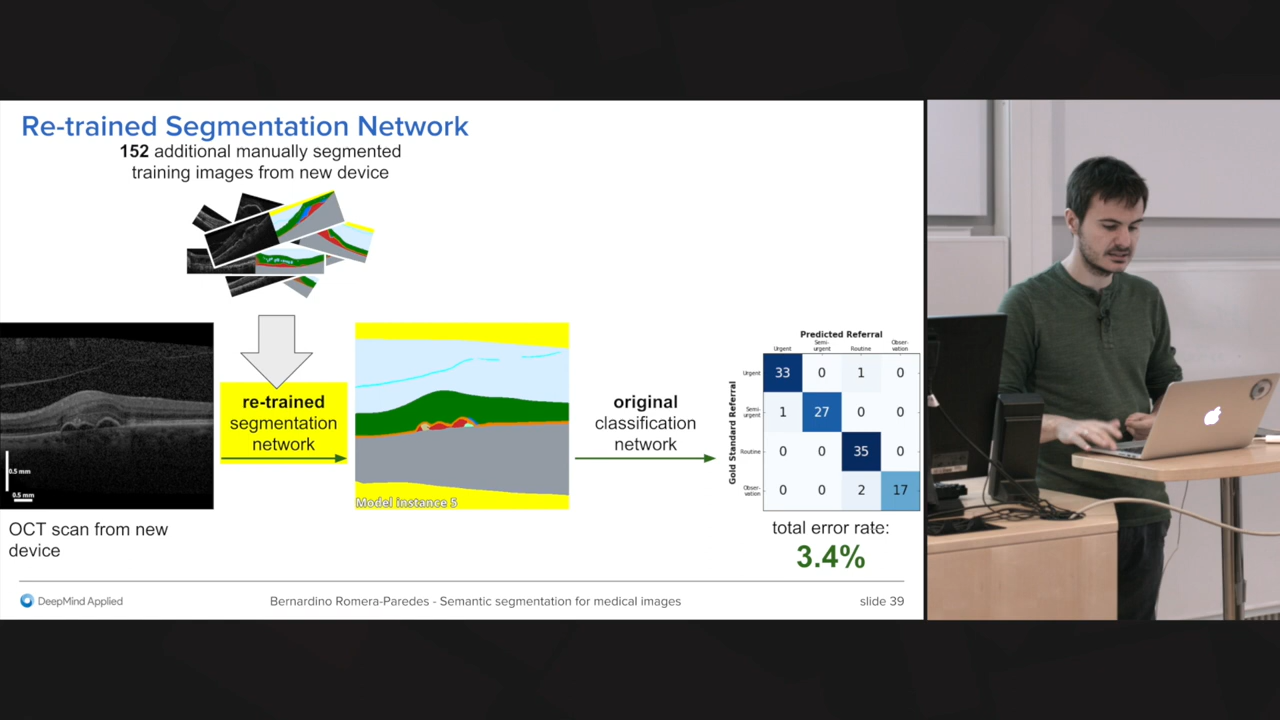 Re-trained Segmentation Network
152 additional manually segmented
training images from new device
re-trained
segmentation
network
0.5 mm
0.5 mm
Model instance 5
OCT scan from new
device
original
classification
network
Predicted Referral
Urgent
Semi-
urgent
Routine
Obser-
vation
Gold Standard Referral
Urgent 33 0 1 0
Semi-
urgent
1 27 0 0
Routine 0 0 35 0
Obser-
vation
0 0 2 17
total error rate:
3.4%
DeepMind Applied
Bernardino Romera-Paredes - Semantic segmentation for medical images
slide 39